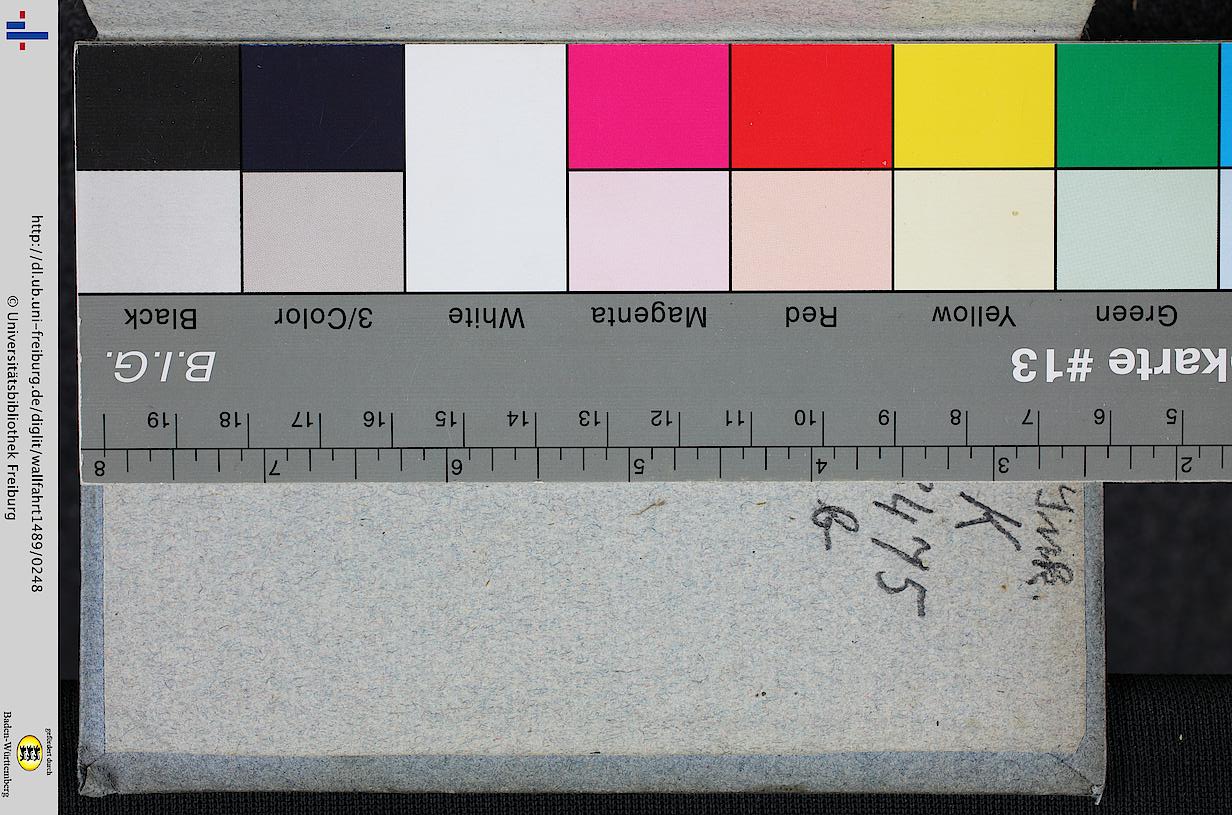 http://dl.ub.uni-freiburg.de/diglit/wallfahrt1489/0248
© Universitätsbibliothek Freiburg
gefördert durch
Baden-Württemberg
Green Yellow Red Magenta White 3/Color Black
karte #13 B.I.G.
5 6 7 8 9 10 11 12 13 14 15 16 17 18 19
2 3 4 5 6 7 8
K
475